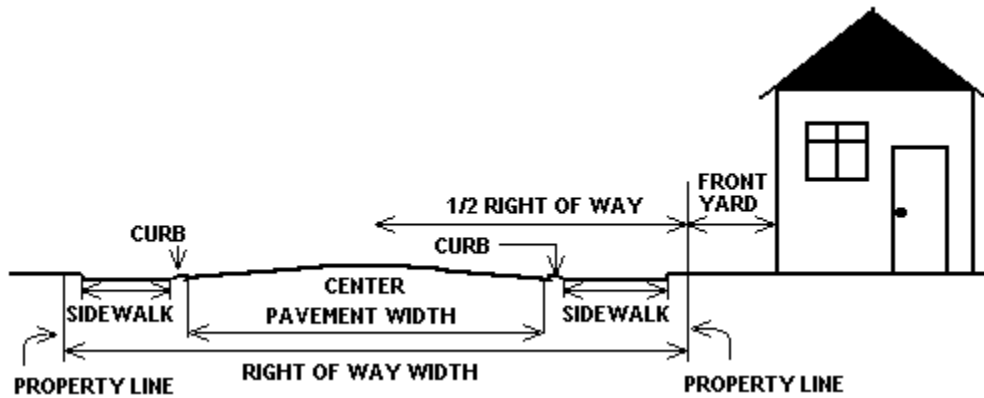 FRONT
YARD
1/2 RIGHT OF WAY
CURB
CURB
CENTER
SIDEWALK
PAVEMENT WIDTH
SIDEWALK
RIGHT OF WAY WIDTH
PROPERTY LINE
PROPERTY LINE